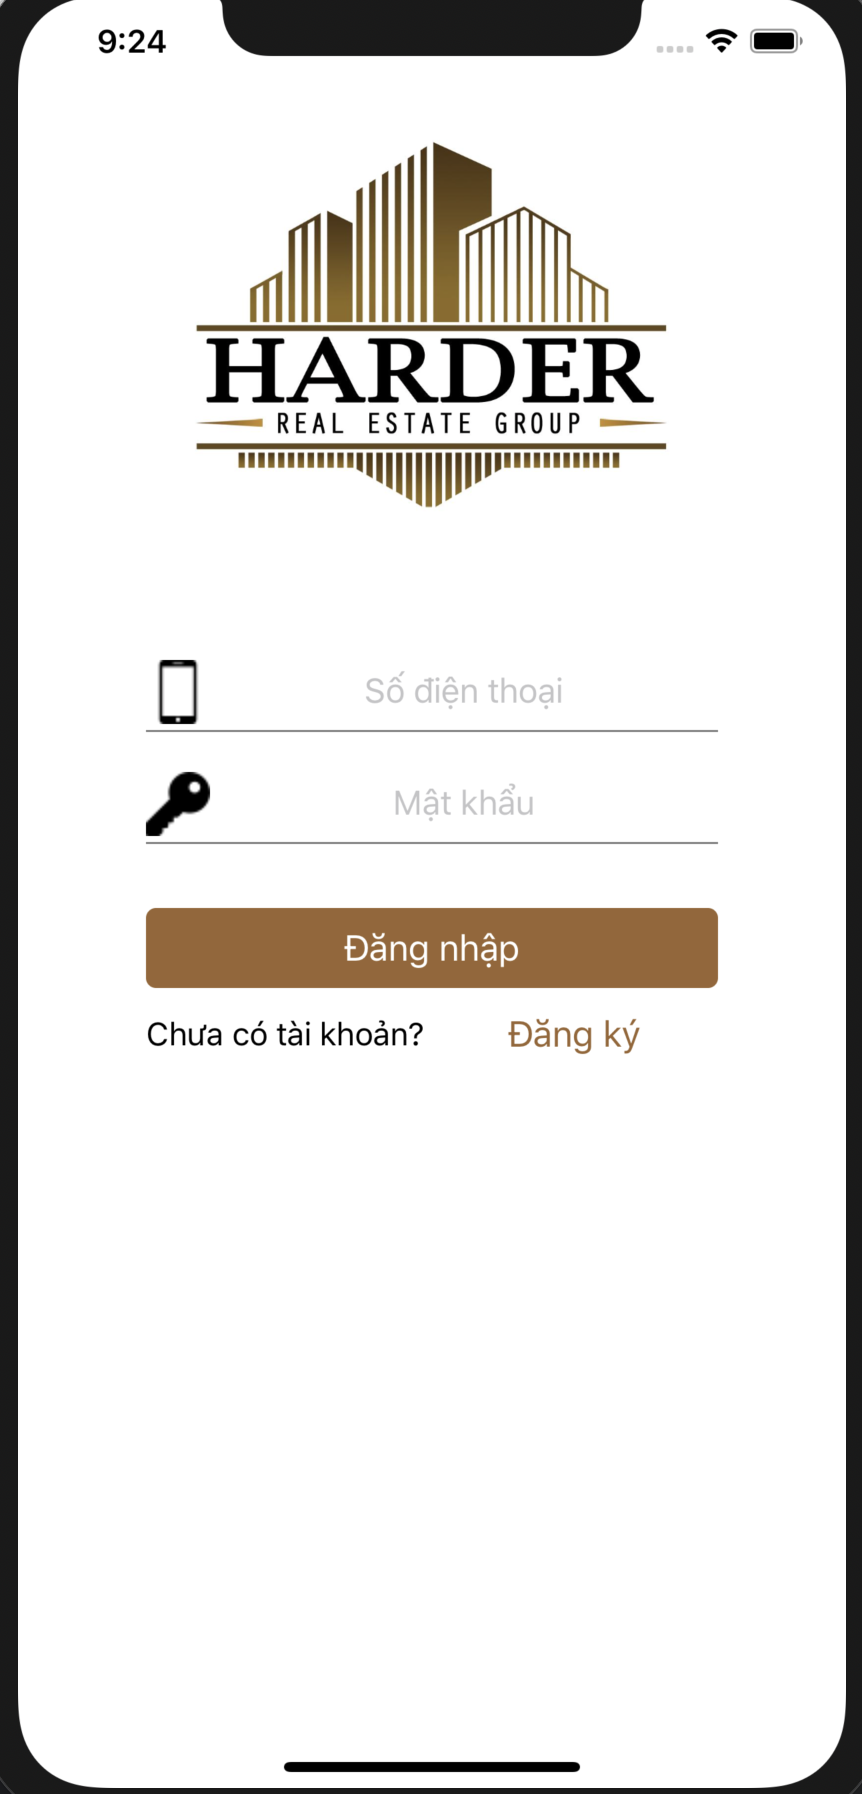 9:24
HARDER
REAL ESTATE GROUP
Số điện thoại
Mật khẩu
Đăng nhập
Chưa có tài khoản? Đăng ký